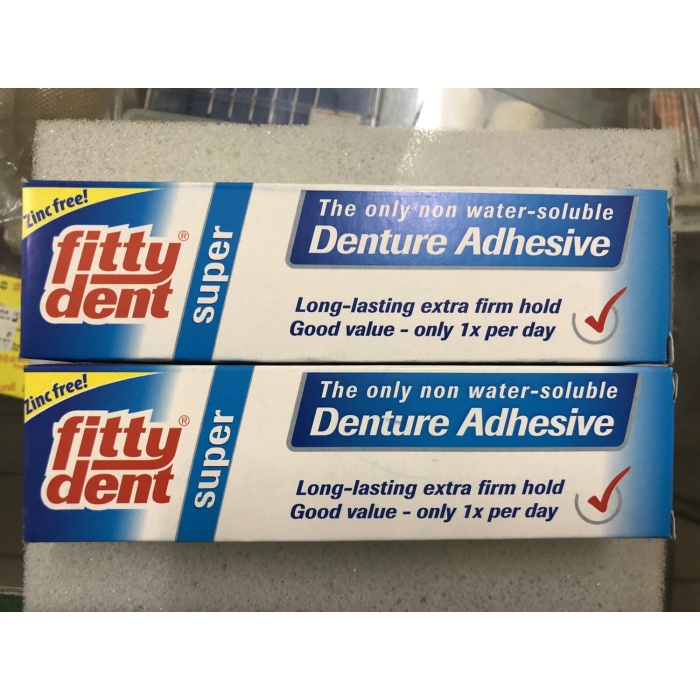 Zinc free!
fitty
dent®
super
The only non water-soluble
Denture Adhesive
Long-lasting extra firm hold
Good value - only 1x per day
Zinc free!
fitty
dent®
super
The only non water-soluble
Denture Adhesive
Long-lasting extra firm hold
Good value - only 1x per day